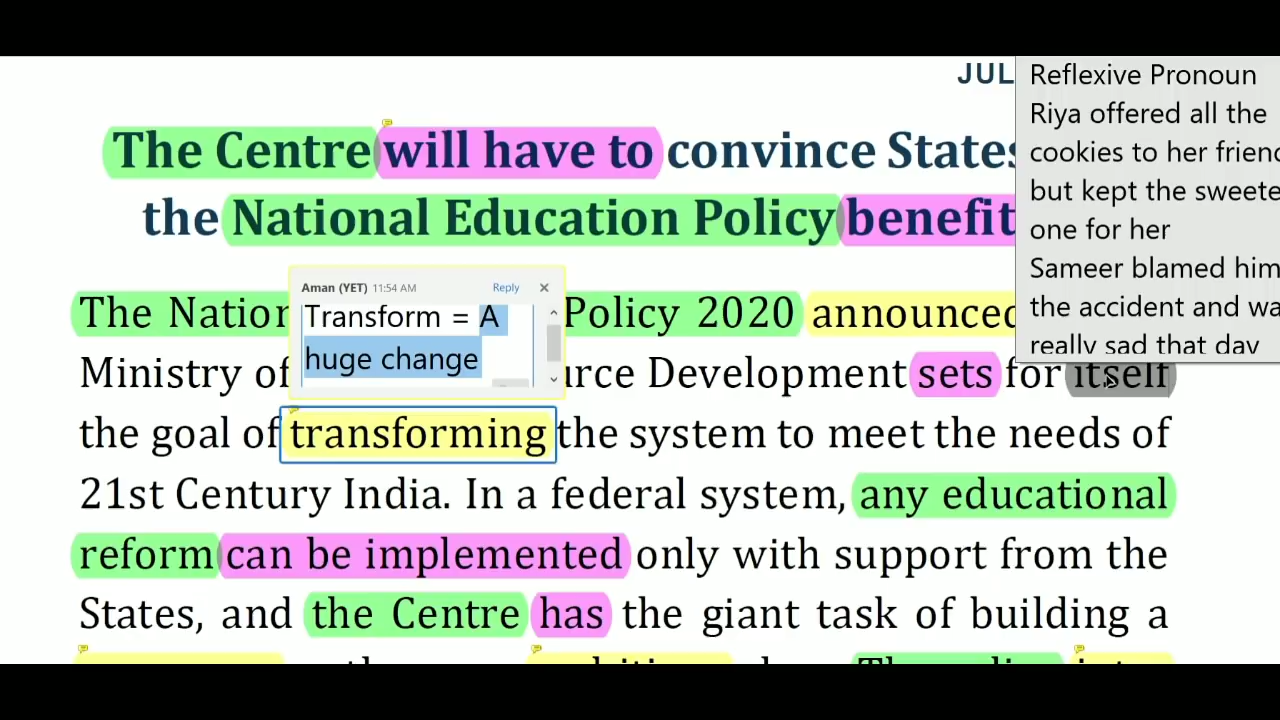 JUL
The Centre will have to convince States
the National Education Policy benefit
The Nation Policy 2020 announced
Ministry of Development sets for itself
the goal of transforming the system to meet the needs of
21st Century India. In a federal system, any educational
reform can be implemented only with support from the
States, and the Centre has the giant task of building a
Aman (YET) 11:54 AM Reply
Transform = A
huge change
Reflexive Pronoun
Riya offered all the
cookies to her friend
but kept the sweete
one for her
Sameer blamed him
the accident and wa
really sad that day